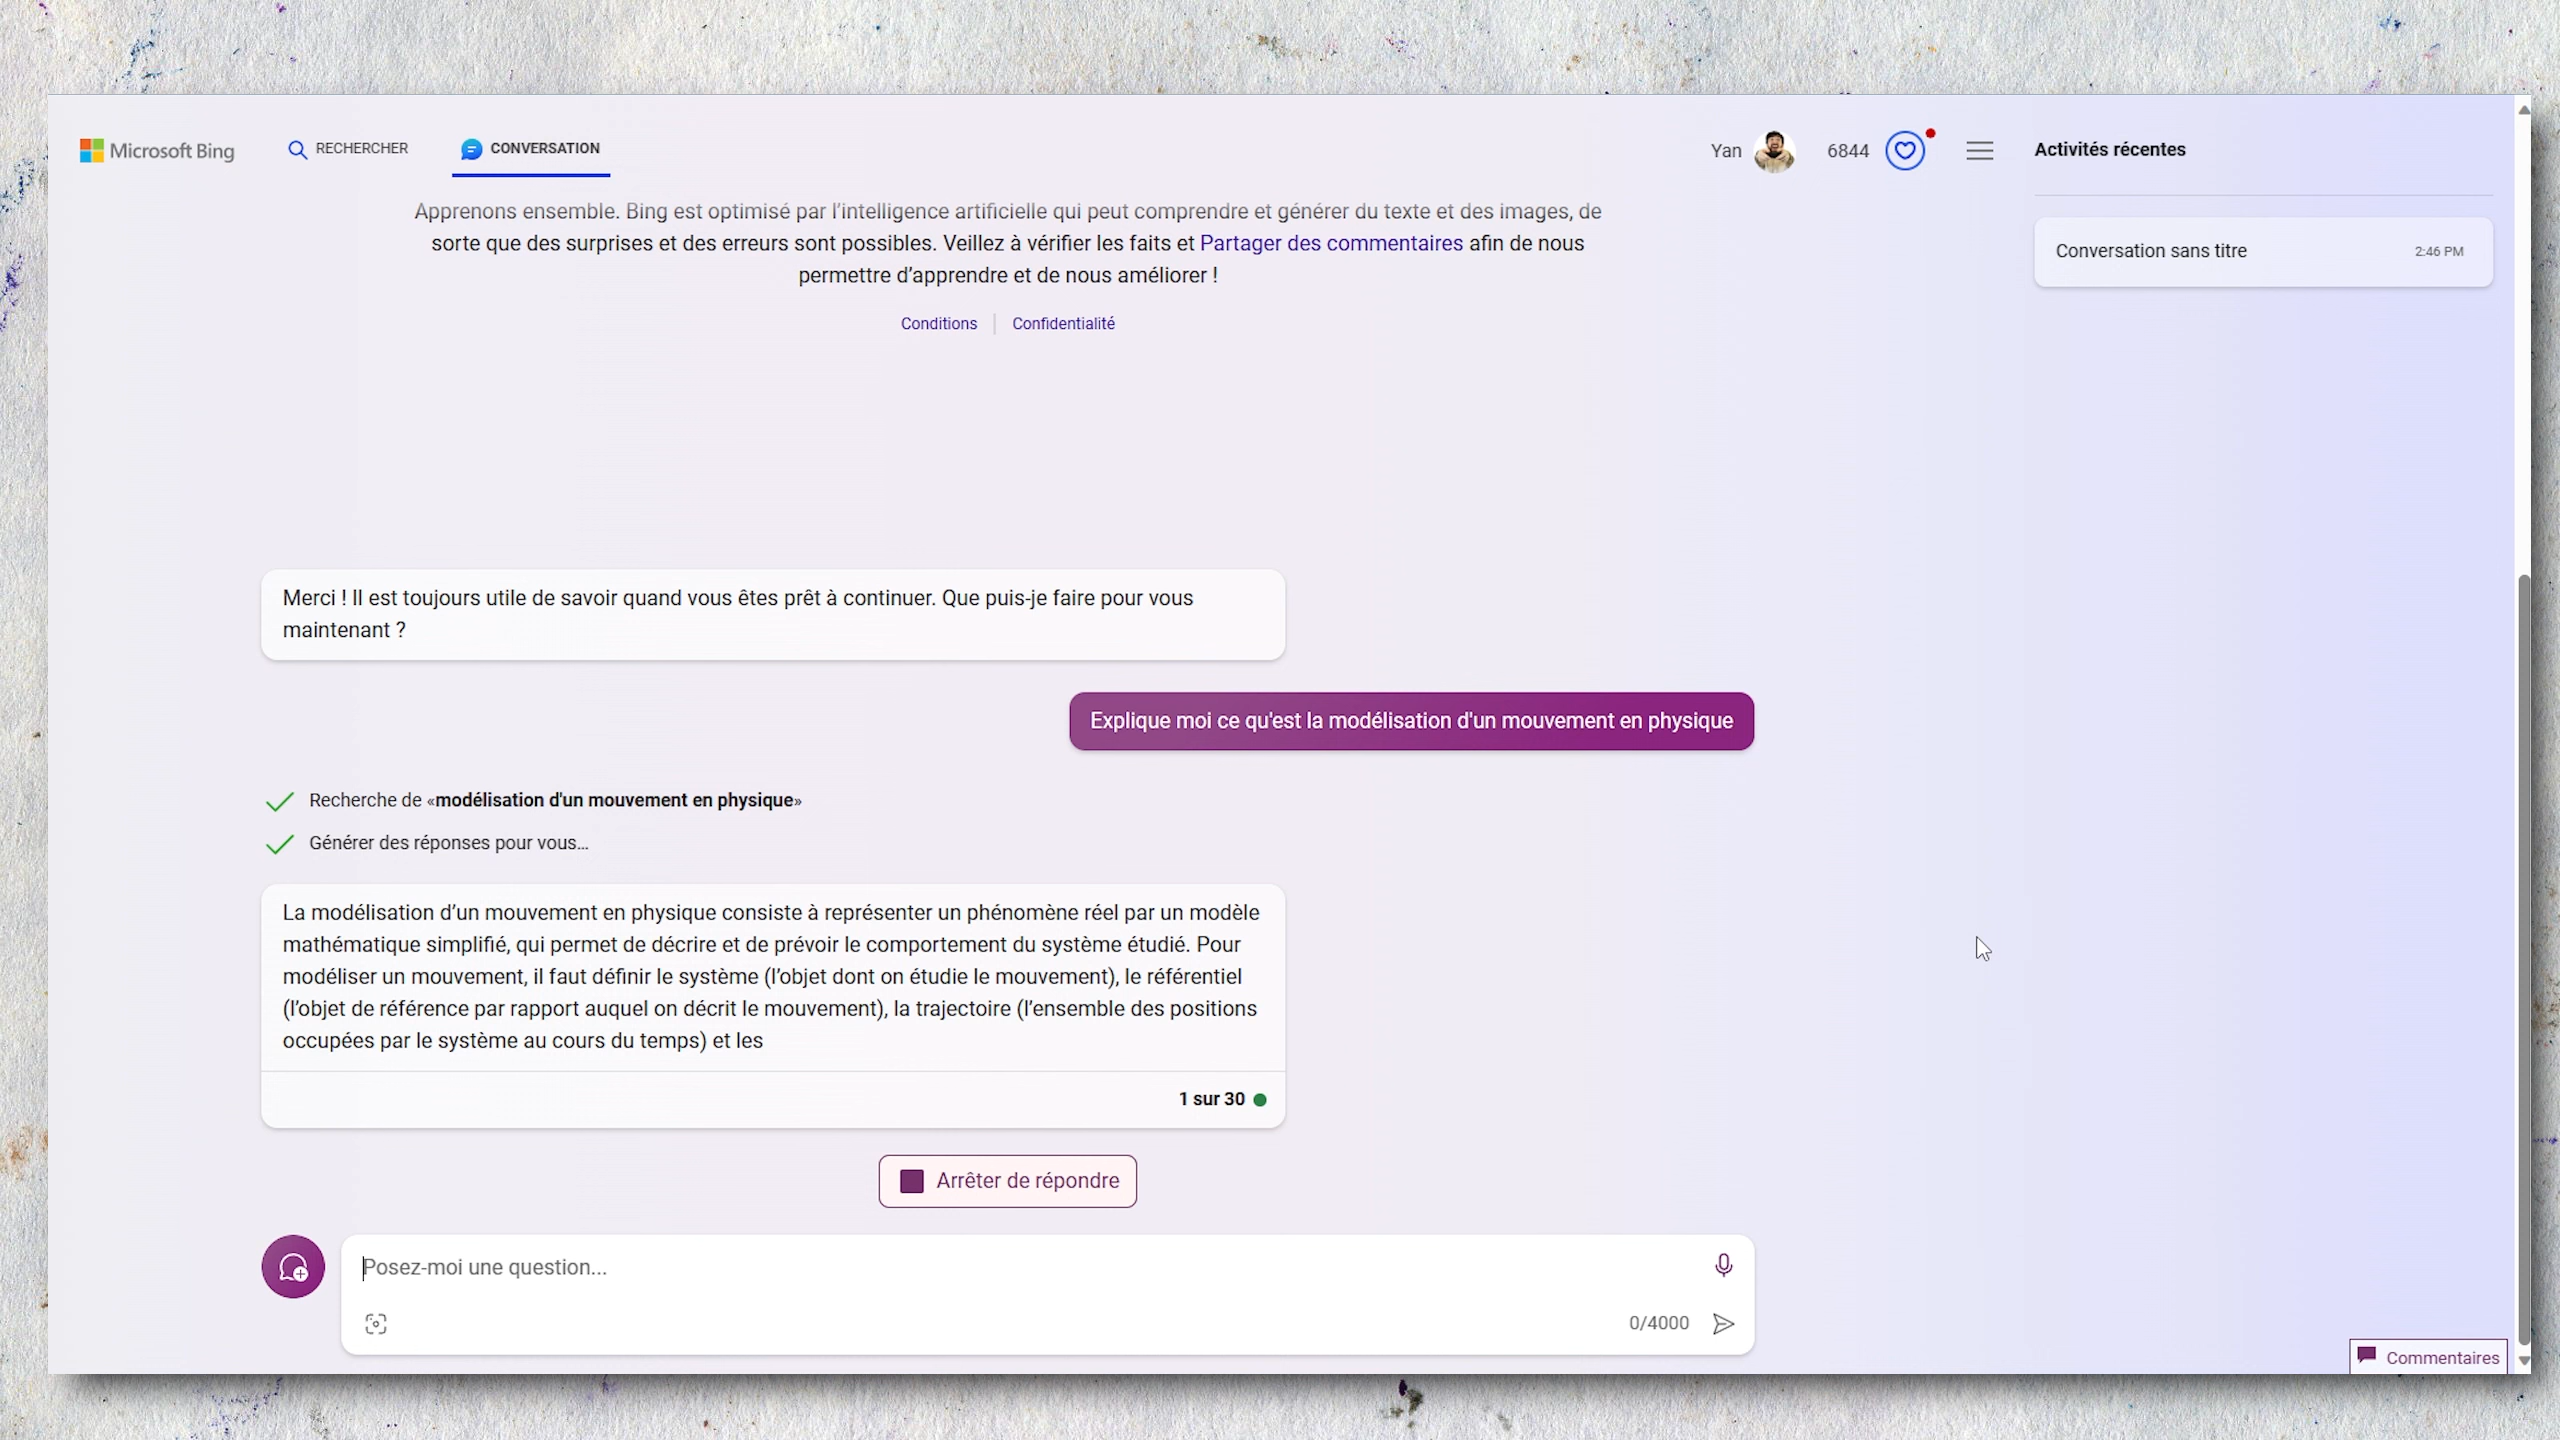 Microsoft Bing
RECHERCHER
CONVERSATION
Yan
6844
Activités récentes
Conversation sans titre
2:46 PM
Apprenons ensemble. Bing est optimisé par l'intelligence artificielle qui peut comprendre et générer du texte et des images, de
sorte que des surprises et des erreurs sont possibles. Veillez à vérifier les faits et Partager des commentaires afin de nous
permettre d'apprendre et de nous améliorer !
Conditions
Confidentialité
Merci ! Il est toujours utile de savoir quand vous êtes prêt à continuer. Que puis-je faire pour vous
maintenant ?
Explique moi ce qu'est la modélisation d'un mouvement en physique
Recherche de «modélisation d'un mouvement en physique»
Générer des réponses pour vous…
La modélisation d’un mouvement en physique consiste à représenter un phénomène réel par un modèle
mathématique simplifié, qui permet de décrire et de prévoir le comportement du système étudié. Pour
modéliser un mouvement, il faut définir le système (l’objet dont on étudie le mouvement), le référentiel
(l’objet de référence par rapport auquel on décrit le mouvement), la trajectoire (l’ensemble des positions
occupées par le système au cours du temps) et les
1 sur 30
Arrêter de répondre
Posez-moi une question...
0/4000
Commentaires